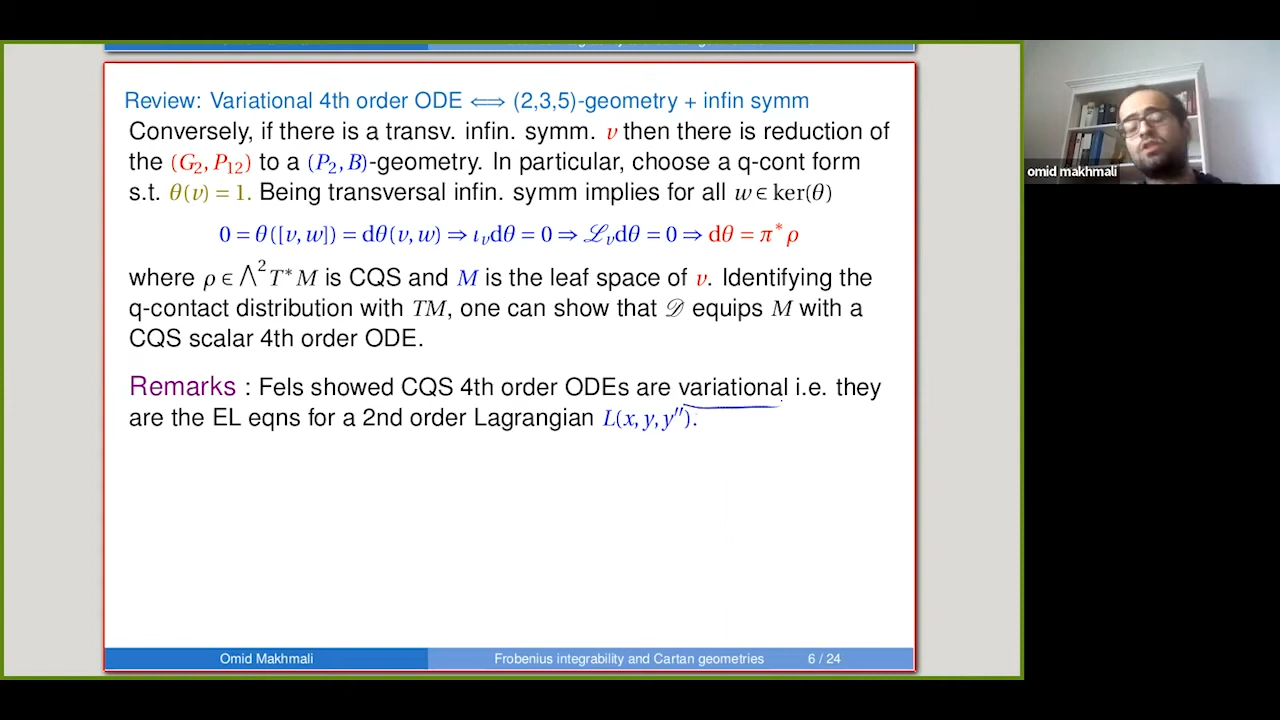 Review: Variational 4th order ODE ⟺ (2,3,5)-geometry + infin symm
Conversely, if there is a transv. infin. symm. v then there is reduction of
the (G₂, P₁₂) to a (P₂, B)-geometry. In particular, choose a q-cont form
s.t. θ(v) = 1. Being transversal infin. symm implies for all w ∈ ker(θ)
0 = θ([v, w]) = dθ(v, w) ⇒ ι_v dθ = 0 ⇒ ℒ_v dθ = 0 ⇒ dθ = π*ρ
where ρ ∈ ⋀² T*M is CQS and M is the leaf space of v. Identifying the
q-contact distribution with TM, one can show that 𝒟 equips M with a
CQS scalar 4th order ODE.
Remarks : Fels showed CQS 4th order ODEs are variational i.e. they
are the EL eqns for a 2nd order Lagrangian L(x, y, y″).
Omid Makhmali Frobenius integrability and Cartan geometries 6 / 24
omid makhmali